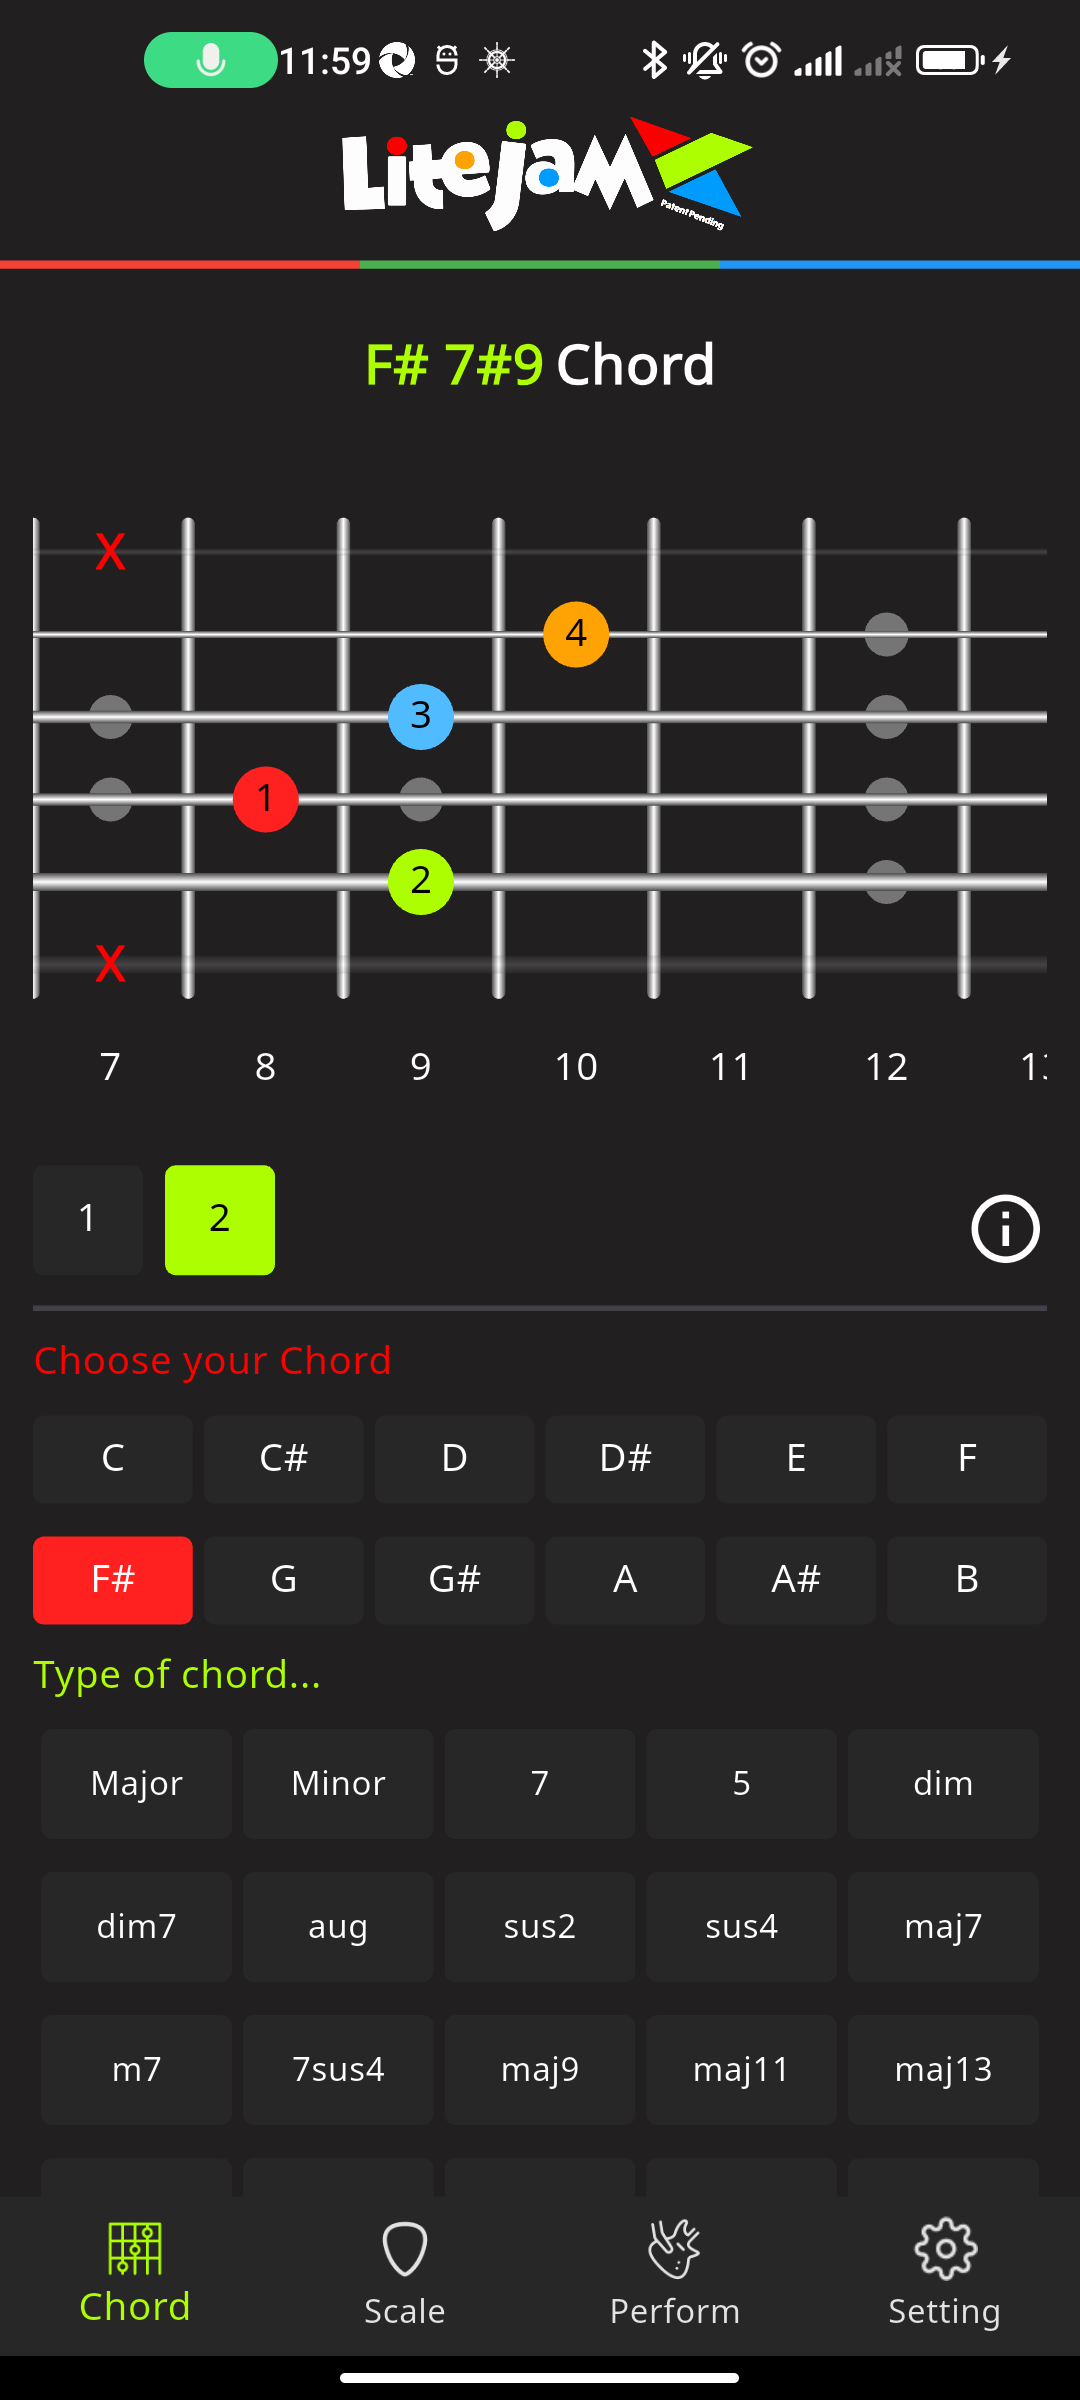 11:59
Litejam
Patent Pending
F# 7#9 Chord
X
4
3
1
2
X
7 8 9 10 11 12
1 2
Choose your Chord
C C# D D# E F
F# G G# A A# B
Type of chord...
Major Minor 7 5 dim
dim7 aug sus2 sus4 maj7
m7 7sus4 maj9 maj11 maj13
Chord Scale Perform Setting